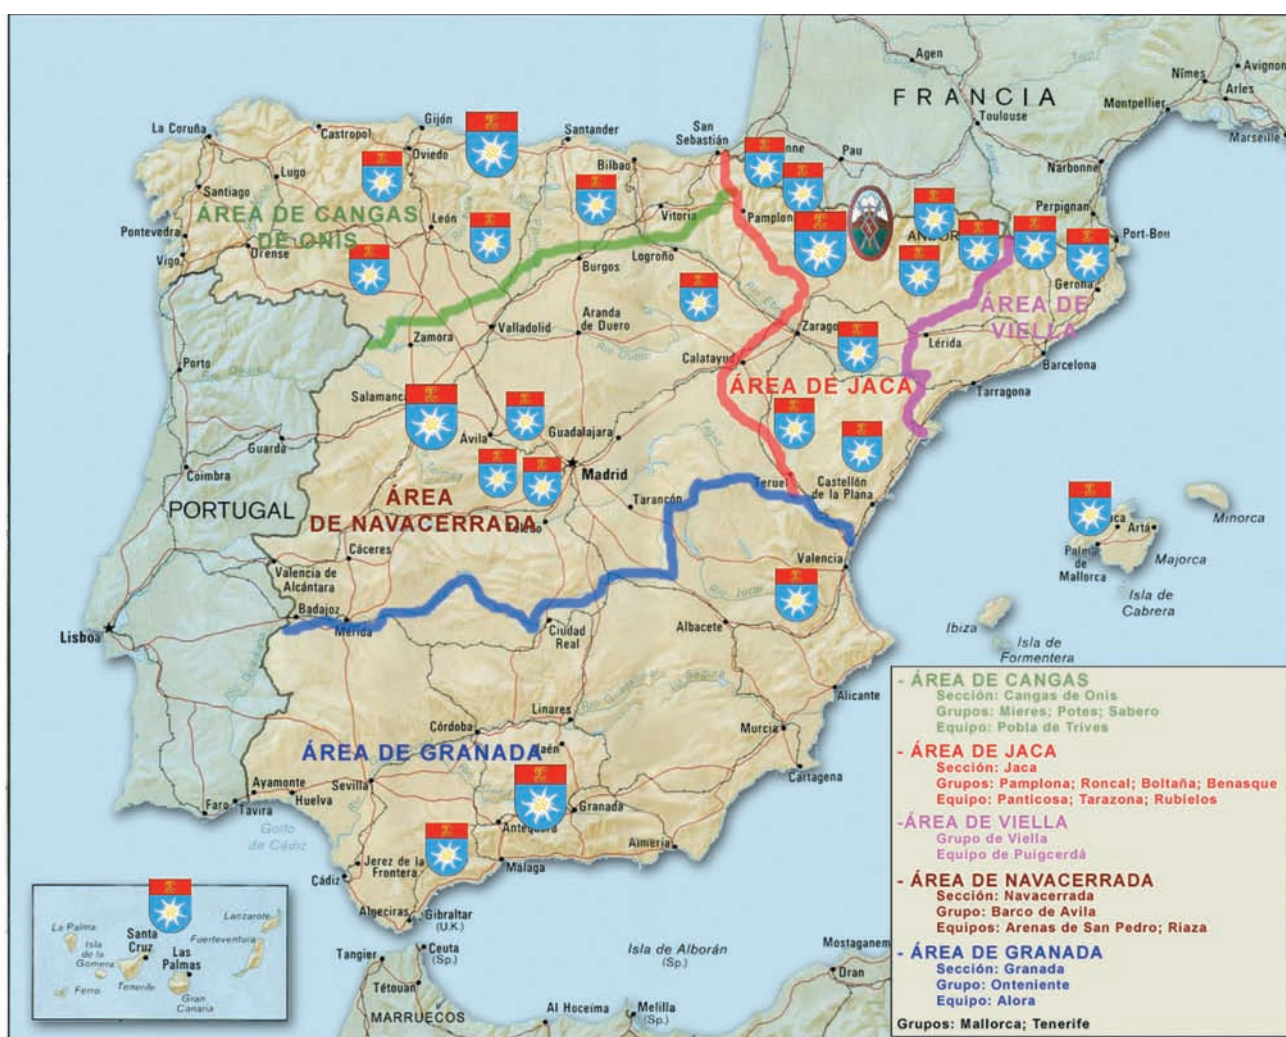 Agen
Avignon
Nîmes
Arles
FRANCIA
Montpellier
Toulouse
Marseille
Gijón
La Coruña
Castropol
Santander
San
Sebastián
Oviedo
Bilbao
Pau
Narbonne
Lugo
Santiago
ÁREA DE CANGAS
DE ONIS
León
Vitoria
Pamplon
Perpignan
Pontevedra
Port-Bou
Orense
Vigo
Logroño
Burgos
Gerona
ÁREA DE
VIELLA
Valladolid
Aranda
de Duero
Zarago
Zamora
Lérida
Porto
Calatayud
Barcelona
ÁREA DE JACA
Salamanca
Tarragona
Ávila
Guadalajara
Guarda
Madrid
Coimbra
Teruel
Castellón
de la Plana
ÁREA
DE NAVACERRADA
Tarancón
PORTUGAL
Toledo
Minorca
Artá
Palma
de
Mallorca
Majorca
Cáceres
Valencia
Valencia de
Alcántara
Isla de
Cabrera
Badajoz
Mérida
Ciudad
Real
Albacete
Ibiza
Lisboa
Isla de
Formentera
Alicante
Linares
Córdoba
Murcia
ÁREA DE GRANADA
Jaén
Cartagena
Ayamonte
Sevilla
Huelva
Faro
Tavira
Granada
Golfo
de Cádiz
Antequera
Almería
Jerez de la
Frontera
Málaga
Cádiz
Algeciras
Gibraltar
(U.K.)
Ceuta
(Sp.)
Isla de Alborán
(Sp.)
Mostaganem
Tangier
Oran
Tétouan
Al Hoceïma
Melilla
(Sp.)
MARRUECOS
Lanzarote
La Palma
Santa
Cruz
Fuerteventura
Isla
de la
Gomera
Las
Palmas
Ferro
Tenerife
Gran
Canaria
- ÁREA DE CANGAS
Sección: Cangas de Onis
Grupos: Mieres; Potes; Sabero
Equipo: Pobla de Trives
- ÁREA DE JACA
Sección: Jaca
Grupos: Pamplona; Roncal; Boltaña; Benasque
Equipo: Panticosa; Tarazona; Rubielos
-ÁREA DE VIELLA
Grupo de Viella
Equipo de Puigcerdá
- ÁREA DE NAVACERRADA
Sección: Navacerrada
Grupo: Barco de Avila
Equipos: Arenas de San Pedro; Riaza
- ÁREA DE GRANADA
Sección: Granada
Grupo: Onteniente
Equipo: Alora
Grupos: Mallorca; Tenerife